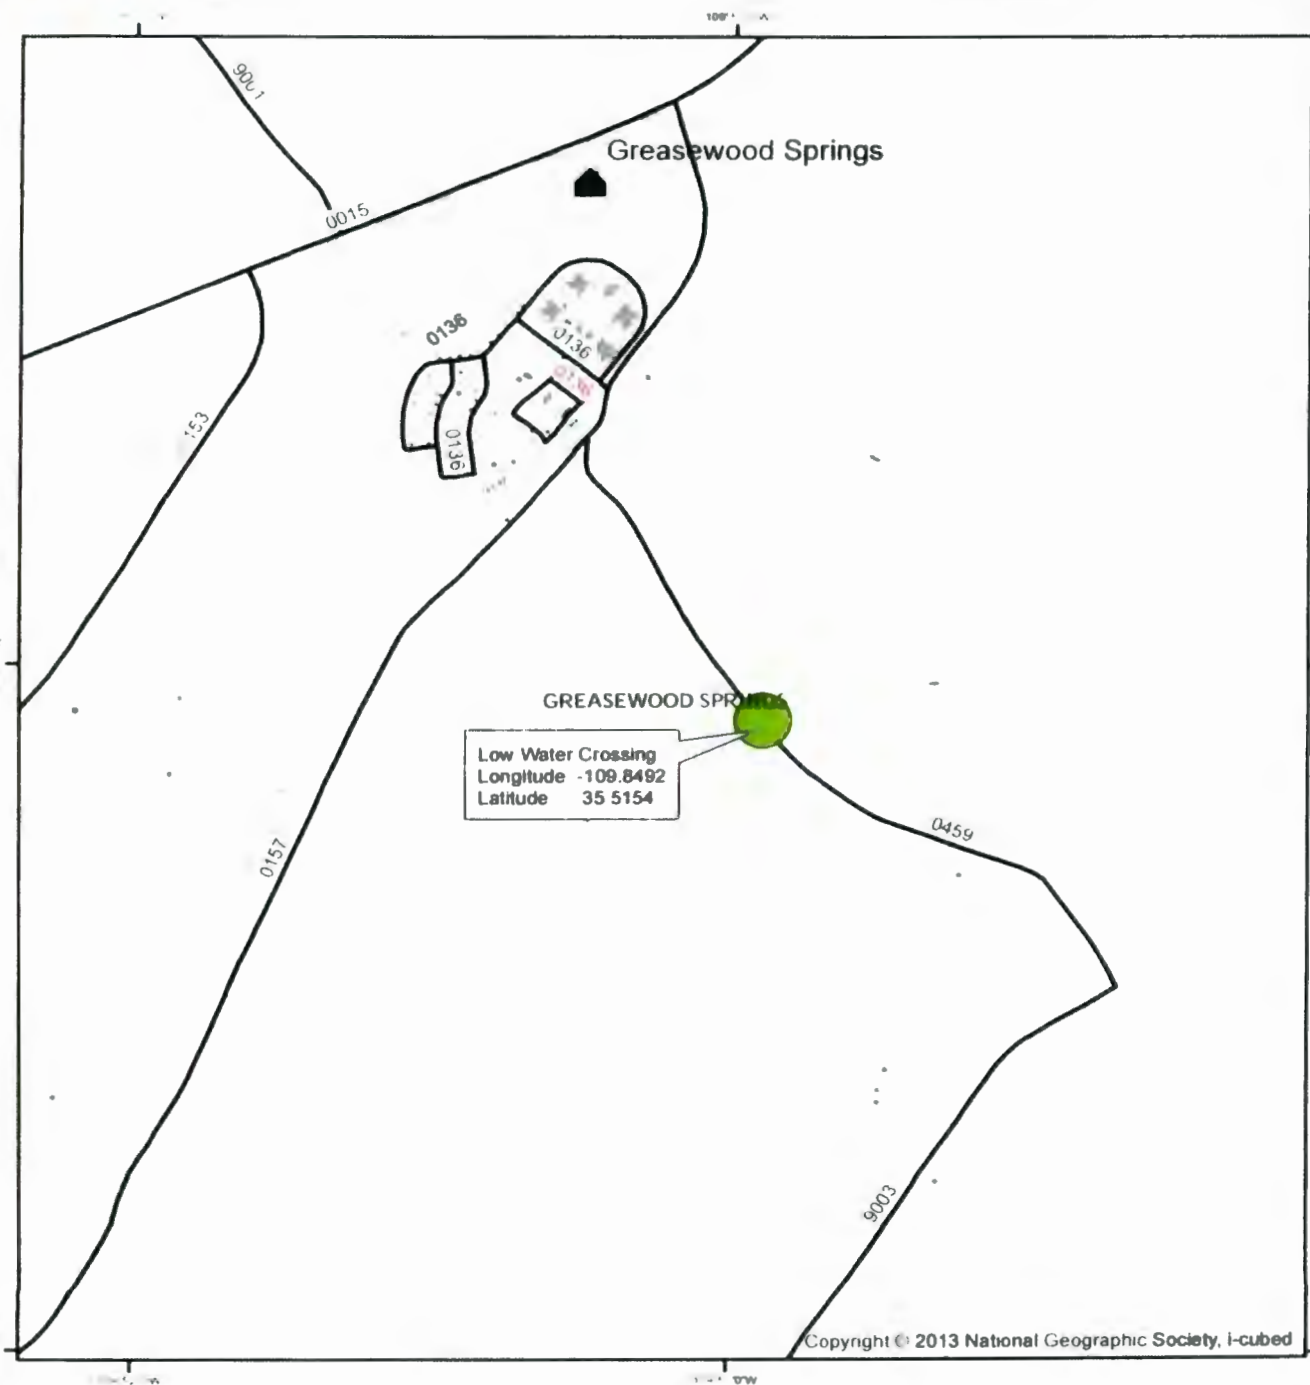 9001
Greasewood Springs
0015
0136
0136
0136
153
0136
GREASEWOOD SPRINGS
Low Water Crossing
Longitude -109.8492
Latitude 35 5154
0459
0157
9003
Copyright © 2013 National Geographic Society, i-cubed